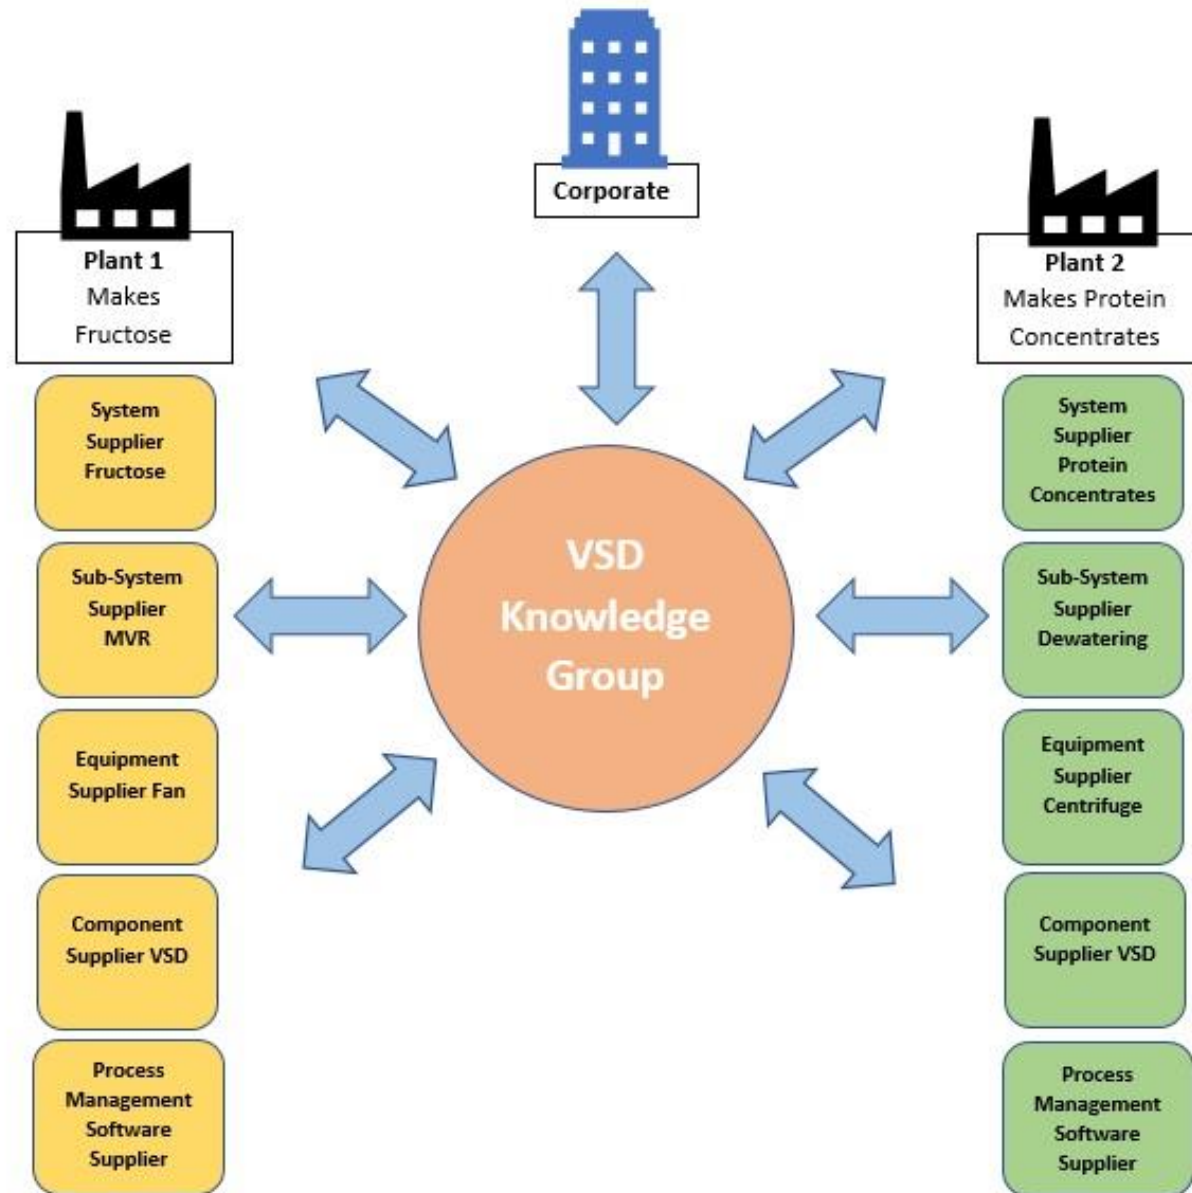 Corporate
Plant 1
Makes
Fructose
System
Supplier
Fructose
Sub-System
Supplier
MVR
Equipment
Supplier Fan
Component
Supplier VSD
Process
Management
Software
Supplier
VSD
Knowledge
Group
Plant 2
Makes Protein
Concentrates
System
Supplier
Protein
Concentrates
Sub-System
Supplier
Dewatering
Equipment
Supplier
Centrifuge
Component
Supplier VSD
Process
Management
Software
Supplier